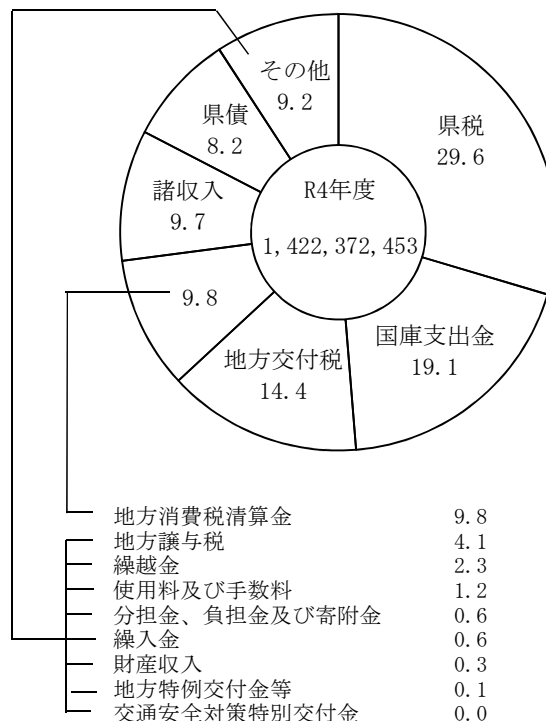 その他
9.2
県債
8.2
県税
29.6
諸収入
9.7
R4年度
1,422,372,453
9.8
国庫支出金
19.1
地方交付税
14.4
地方消費税清算金 9.8
地方譲与税 4.1
繰越金 2.3
使用料及び手数料 1.2
分担金、負担金及び寄附金 0.6
繰入金 0.6
財産収入 0.3
地方特例交付金等 0.1
交通安全対策特別交付金 0.0